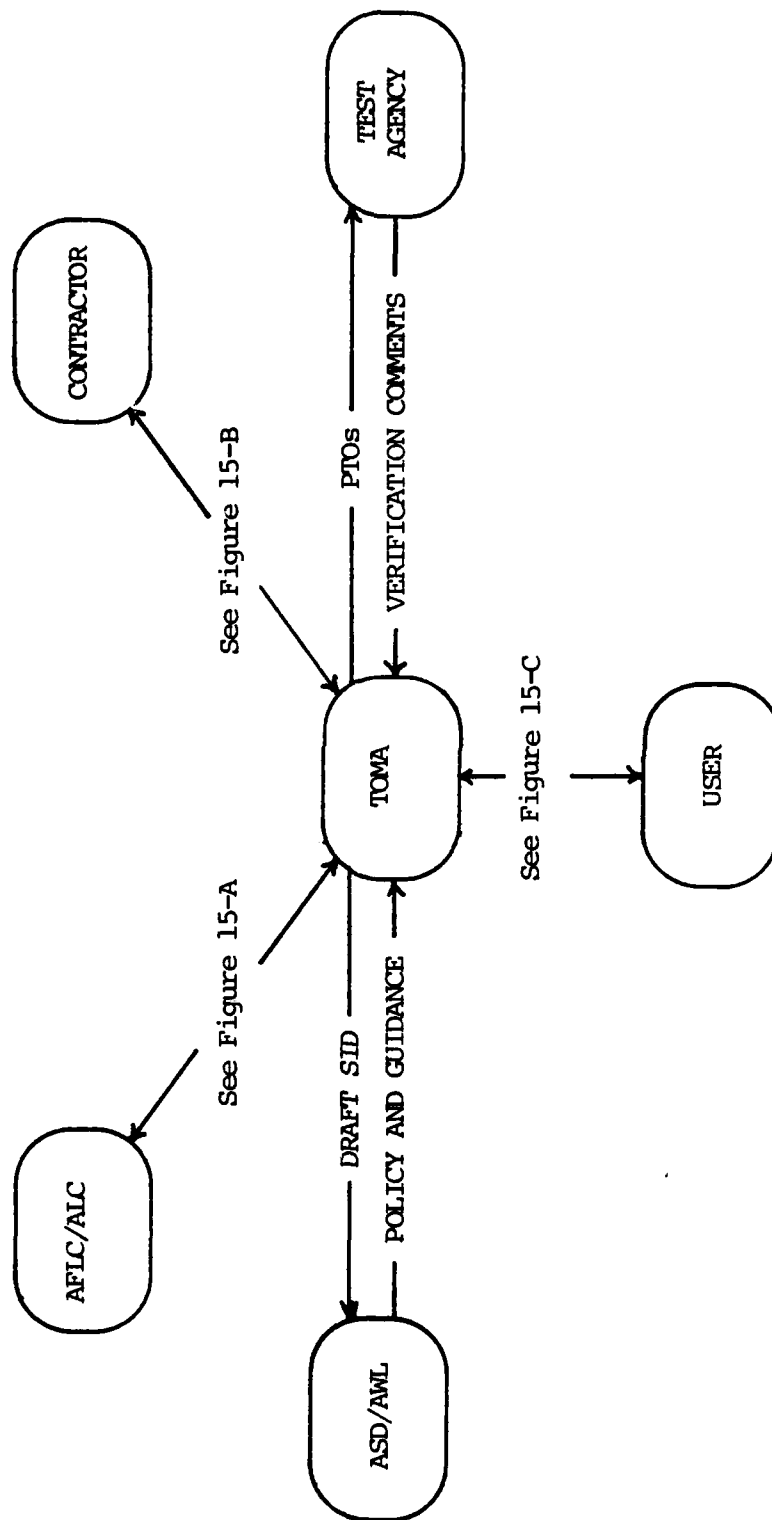 AFLC/ALC
CONTRACTOR
See Figure 15-A
See Figure 15-B
ASD/AWL
DRAFT SID
POLICY AND GUIDANCE
TOMA
PTOs
VERIFICATION COMMENTS
TEST
AGENCY
See Figure 15-C
USER